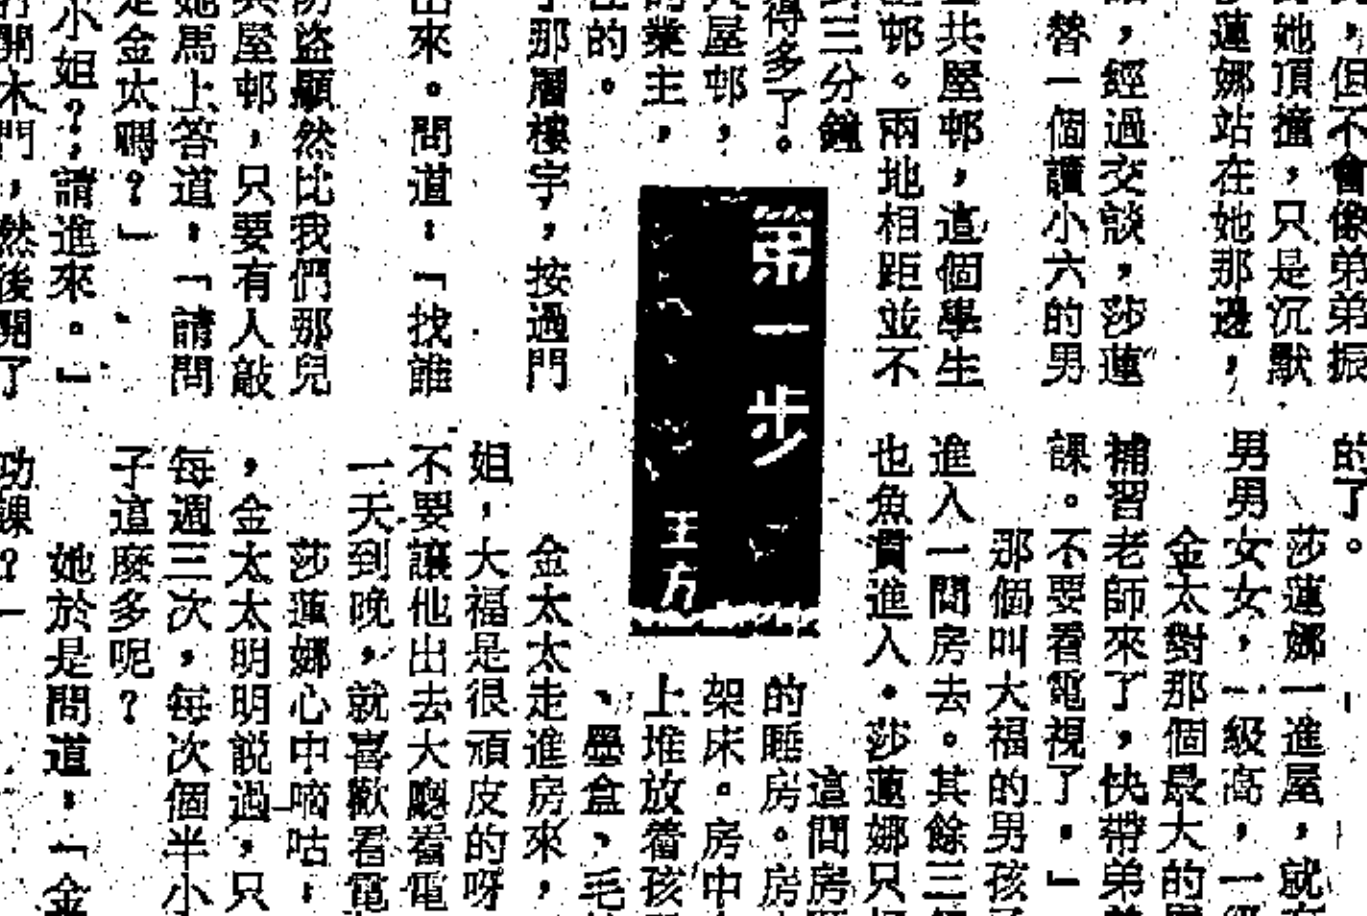 ，但不會像弟弟振
她頂撞，只是沉默
蓮娜站在她那邊，
，經過交談，莎蓮
替一個讀小六的男
共屋邨，這個學生
邨。兩地相距並不
三分鐘
得多了。
屋邨，
的業主，
的。
那層樓宇，按過門
出來。問道：「找誰
防盜顯然比我們那兒
屋邨，只要有人敲
她馬上答道：「請問
是金太嗎？」
小姐？請進來。」
開木門，然後開了
第一步
王方
的了。
莎蓮娜一進屋，就
男男女女，一級高，一
金太對那個最大的
補習老師來了，快帶弟
課。不要看電視了。」
那個叫大福的男孩
進入一間房去。其餘三
也魚貫進入。莎蓮娜只
這間房
的睡房。房
架床。房中
上堆放着孩
、墨盒、毛
金太太走進房來，
姐，大福是很頑皮的呀
不要讓他出去大廳看電
一天到晚，就喜歡看電
莎蓮娜心中嘀咕：
，金太太明明説過，只
每週三次，每次個半小
子這麼多呢？
她於是問道：「金
功課？